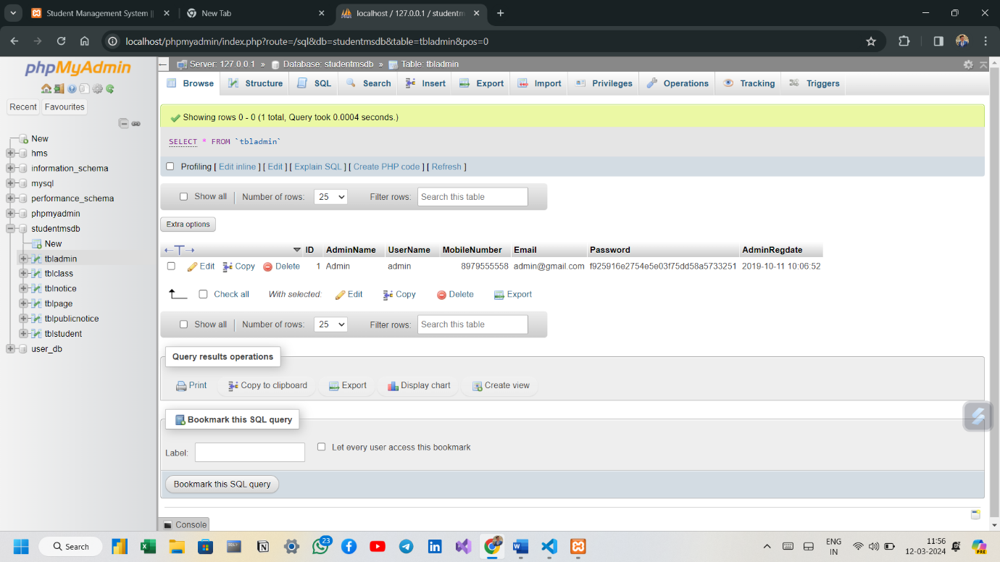 Student Management System ||
New Tab
localhost / 127.0.0.1 / studentm
localhost/phpmyadmin/index.php?route=/sql&db=studentmsdb&table=tbladmin&pos=0
phpMyAdmin
Recent Favourites
New
hms
information_schema
mysql
performance_schema
phpmyadmin
studentmsdb
New
tbladmin
tblclass
tblnotice
tblpage
tblpublicnotice
tblstudent
user_db
Server: 127.0.0.1 » Database: studentmsdb » Table: tbladmin
Browse Structure SQL Search Insert Export Import Privileges Operations Tracking Triggers
Showing rows 0 - 0 (1 total, Query took 0.0004 seconds.)
SELECT * FROM `tbladmin`
Profiling [ Edit inline ] [ Edit ] [ Explain SQL ] [ Create PHP code ] [ Refresh ]
Show all | Number of rows: 25 Filter rows: Search this table
Extra options
ID AdminName UserName MobileNumber Email Password AdminRegdate
Edit Copy Delete 1 Admin admin 8979555558 admin@gmail.com f925916e2754e5e03f75dd58a5733251 2019-10-11 10:06:52
Check all With selected: Edit Copy Delete Export
Show all | Number of rows: 25 Filter rows: Search this table
Query results operations
Print Copy to clipboard Export Display chart Create view
Bookmark this SQL query
Label: Let every user access this bookmark
Bookmark this SQL query
Console
Search
23
ENG
IN
11:56
12-03-2024
PRE